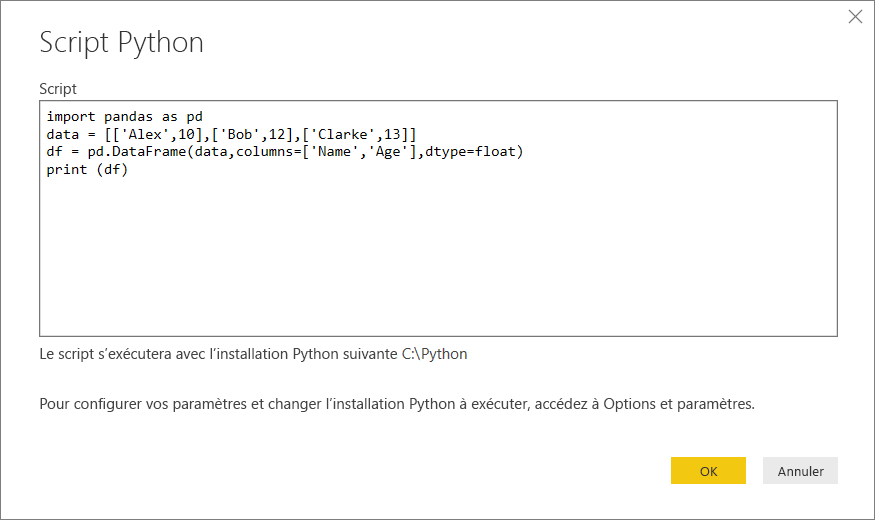 Script Python
Script
import pandas as pd
data = [['Alex',10],['Bob',12],['Clarke',13]]
df = pd.DataFrame(data,columns=['Name','Age'],dtype=float)
print (df)
Le script s’exécutera avec l’installation Python suivante C:\Python
Pour configurer vos paramètres et changer l’installation Python à exécuter, accédez à Options et paramètres.
OK
Annuler